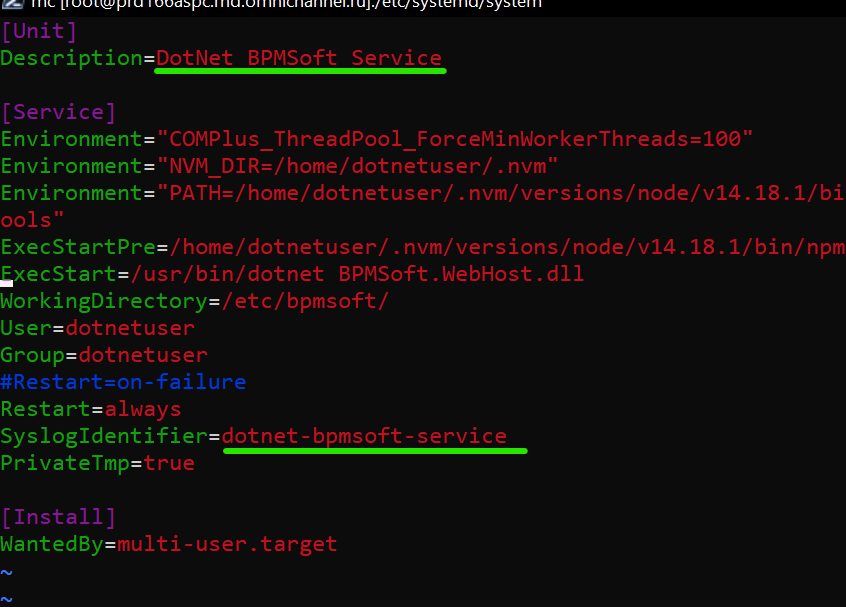 mc [root@prd166aspc.rnd.omnichannel.ru]:/etc/systemd/system
[Unit]
Description=DotNet BPMSoft Service
[Service]
Environment="COMPlus_ThreadPool_ForceMinWorkerThreads=100"
Environment="NVM_DIR=/home/dotnetuser/.nvm"
Environment="PATH=/home/dotnetuser/.nvm/versions/node/v14.18.1/bi
ools"
ExecStartPre=/home/dotnetuser/.nvm/versions/node/v14.18.1/bin/npm
ExecStart=/usr/bin/dotnet BPMSoft.WebHost.dll
WorkingDirectory=/etc/bpmsoft/
User=dotnetuser
Group=dotnetuser
#Restart=on-failure
Restart=always
SyslogIdentifier=dotnet-bpmsoft-service
PrivateTmp=true
[Install]
WantedBy=multi-user.target
~
~